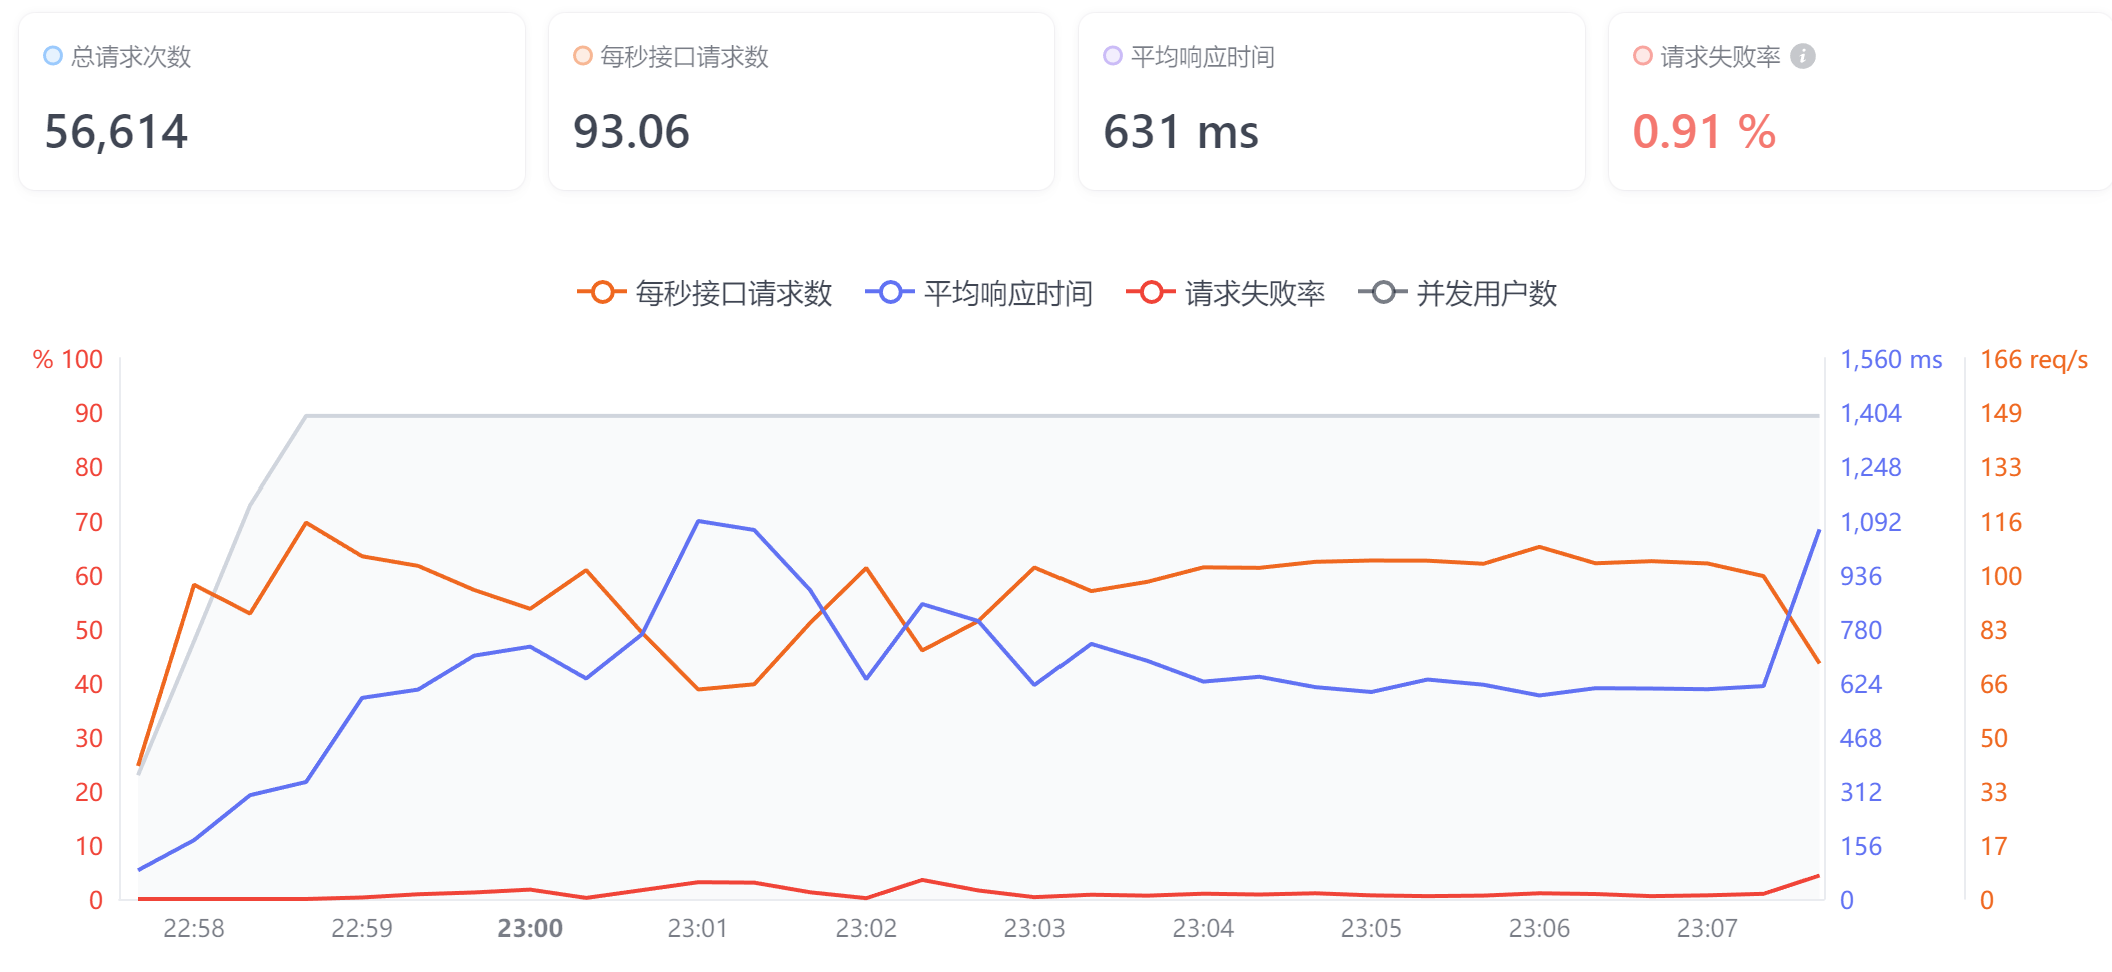 总请求次数
56,614
每秒接口请求数
93.06
平均响应时间
631 ms
请求失败率
0.91 %
每秒接口请求数 平均响应时间 请求失败率 并发用户数
% 100 1,560 ms 166 req/s
90 1,404 149
80 1,248 133
70 1,092 116
60 936 100
50 780 83
40 624 66
30 468 50
20 312 33
10 156 17
0 0 0
22:58 22:59 23:00 23:01 23:02 23:03 23:04 23:05 23:06 23:07